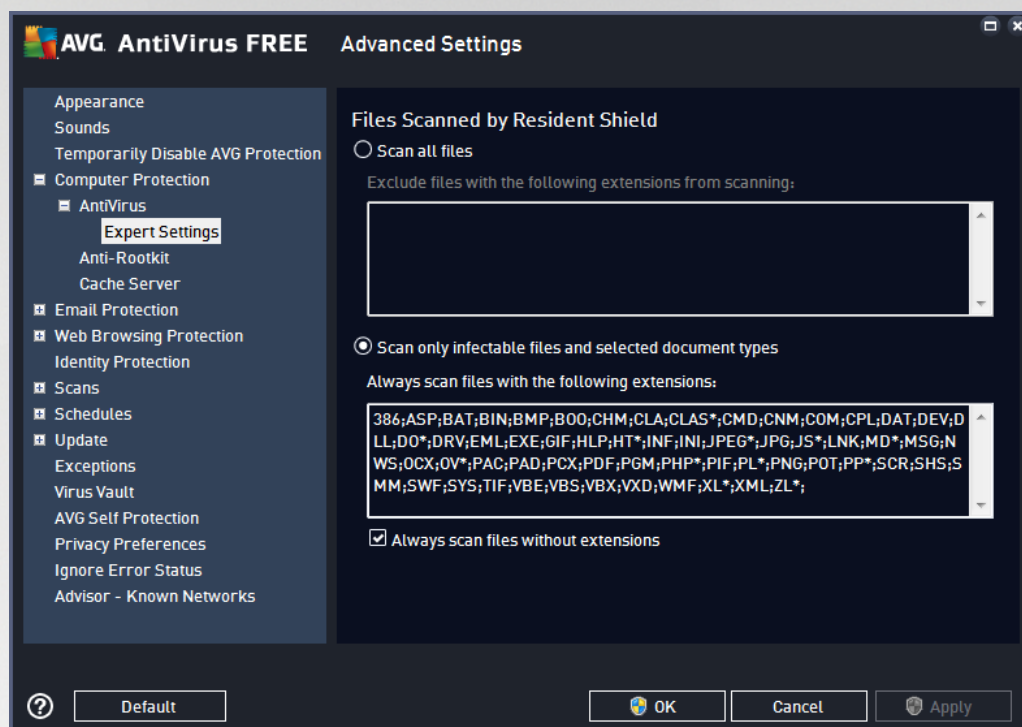 AVG. AntiVirus FREE Advanced Settings
Appearance
Sounds
Temporarily Disable AVG Protection
Computer Protection
AntiVirus
Expert Settings
Anti-Rootkit
Cache Server
Email Protection
Web Browsing Protection
Identity Protection
Scans
Schedules
Update
Exceptions
Virus Vault
AVG Self Protection
Privacy Preferences
Ignore Error Status
Advisor - Known Networks
Files Scanned by Resident Shield
Scan all files
Exclude files with the following extensions from scanning:
Scan only infectable files and selected document types
Always scan files with the following extensions:
386;ASP;BAT;BIN;BMP;BOO;CHM;CLA;CLAS*;CMD;CNM;COM;CPL;DAT;DEV;D
LL;DO*;DRV;EML;EXE;GIF;HLP;HT*;INF;INI;JPEG*;JPG;JS*;LNK;MD*;MSG;N
WS;OCX;OV*;PAC;PAD;PCX;PDF;PGM;PHP*;PIF;PL*;PNG;POT;PP*;SCR;SHS;S
MM;SWF;SYS;TIF;VBE;VBS;VBX;VXD;WMF;XL*;XML;ZL*;
Always scan files without extensions
? Default OK Cancel Apply